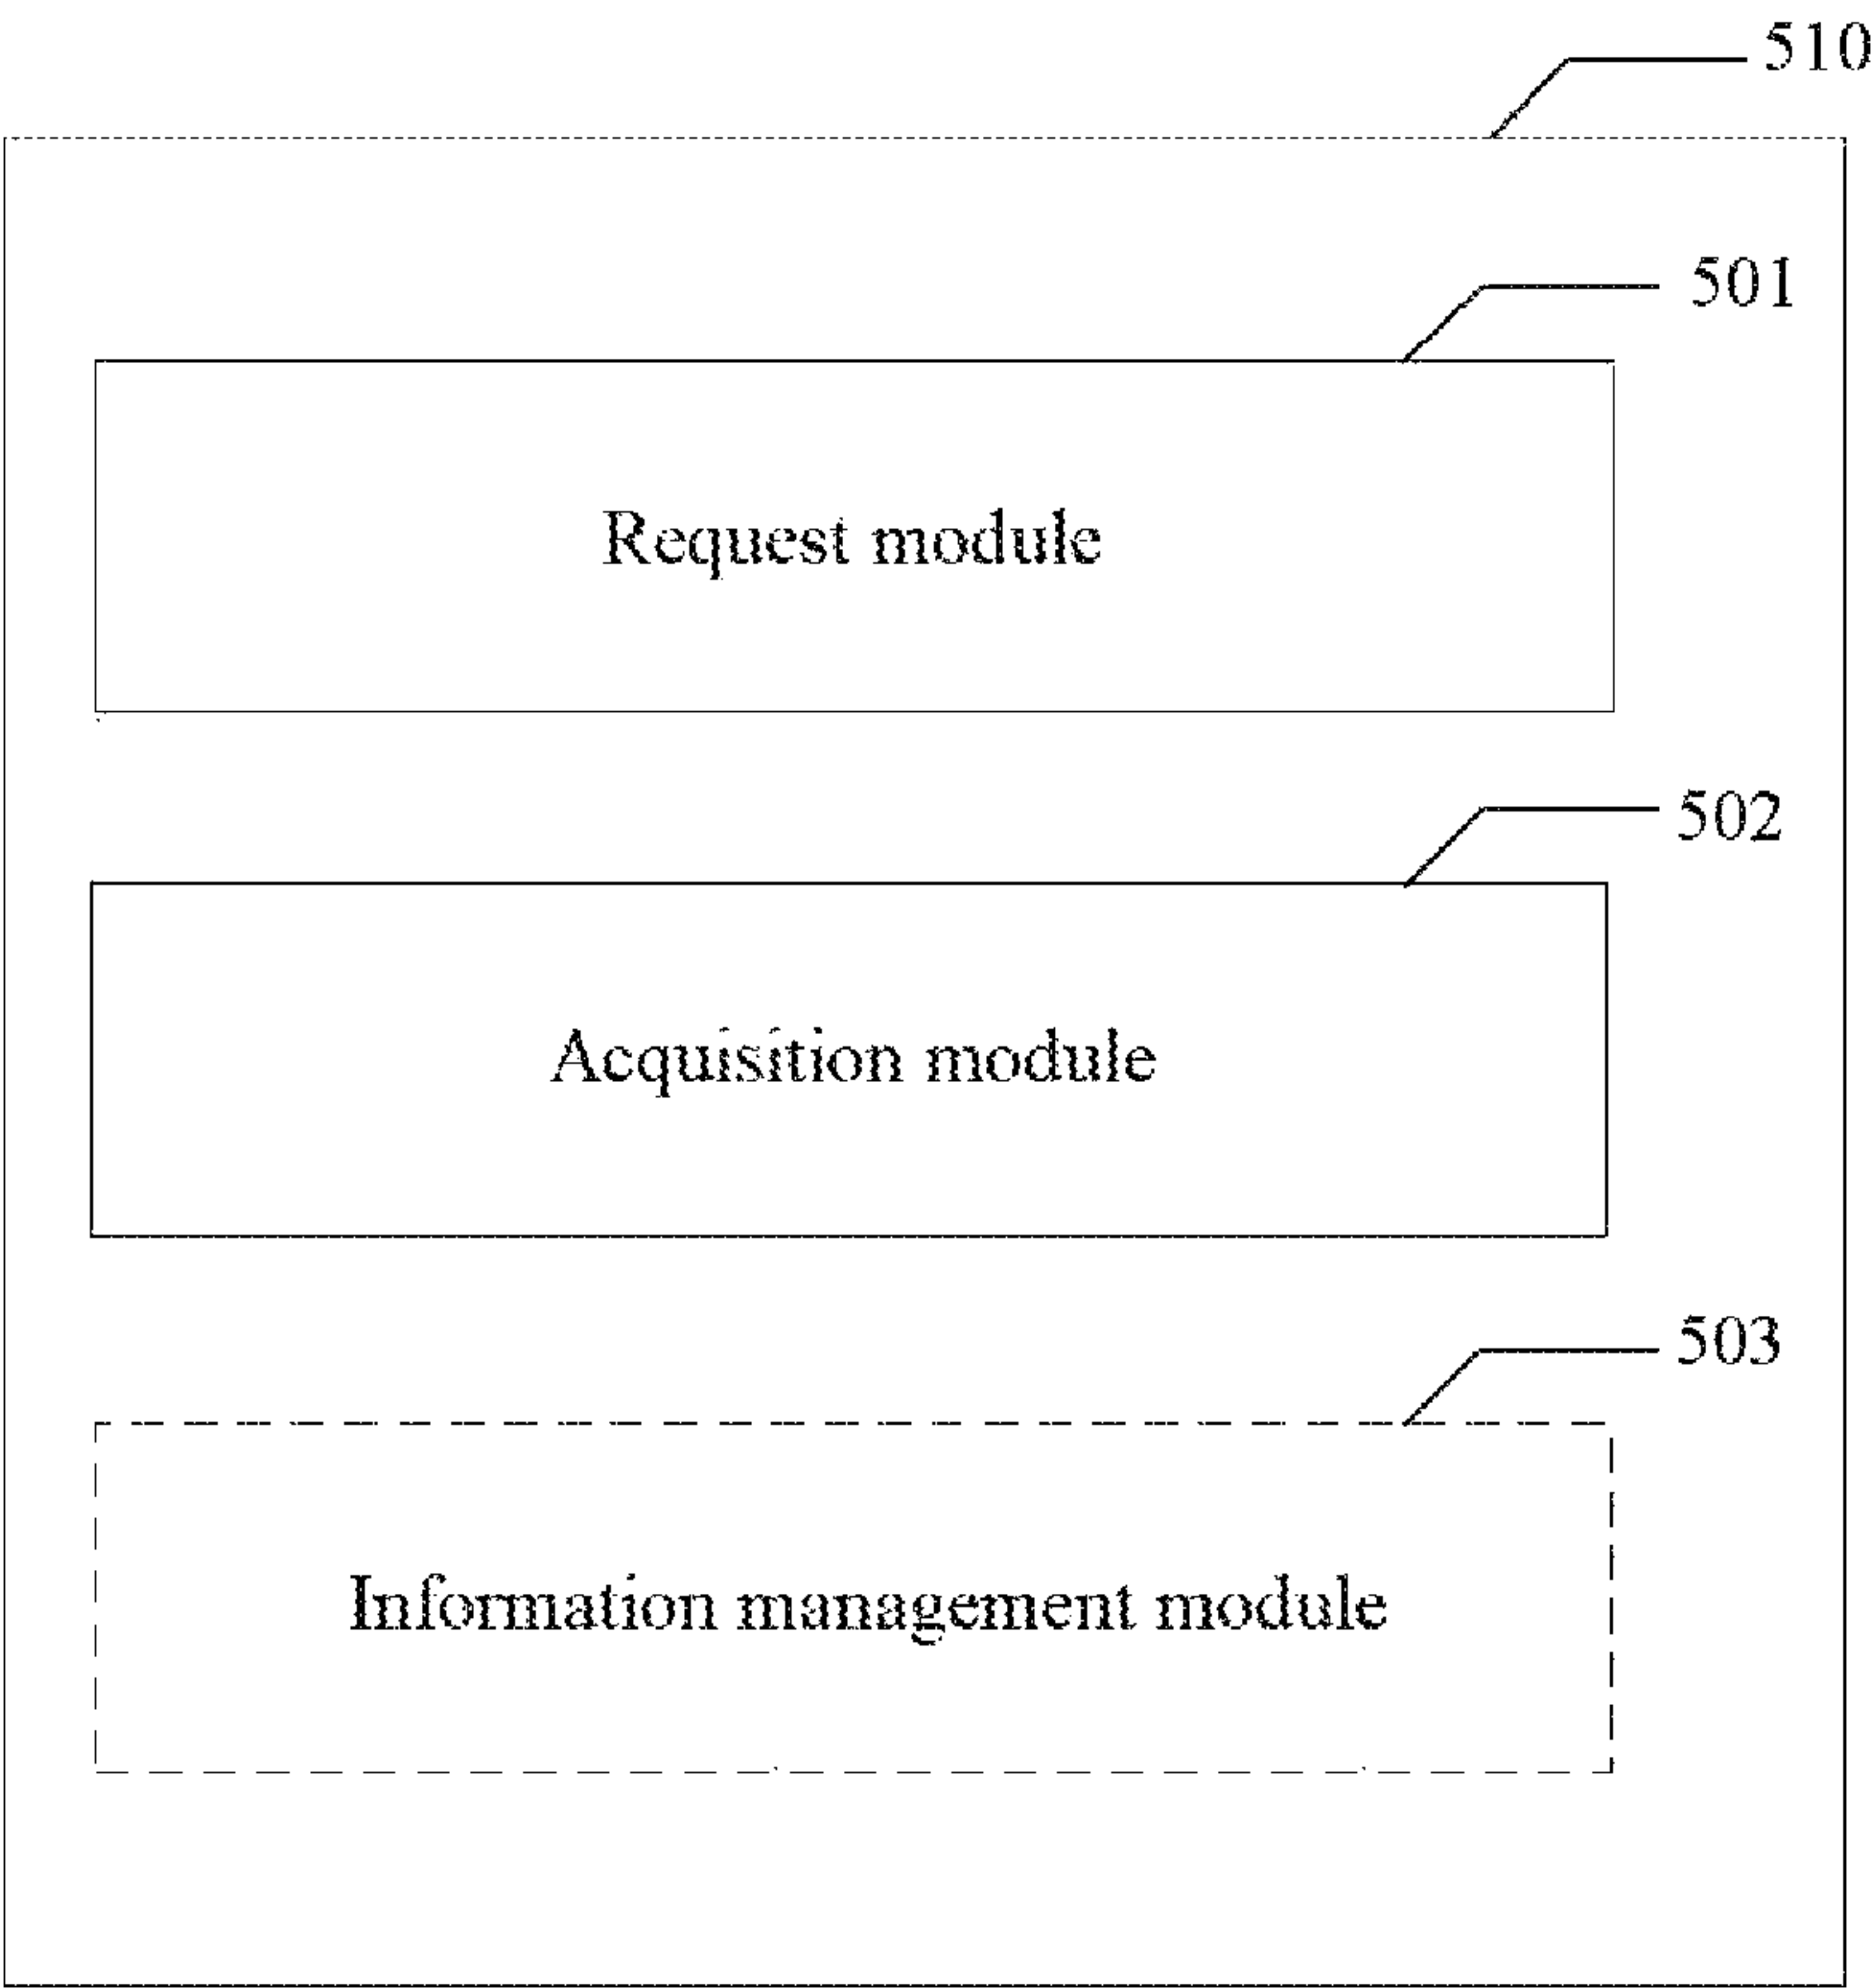 510
501
Request module
502
Acquisition module
503
Information management module